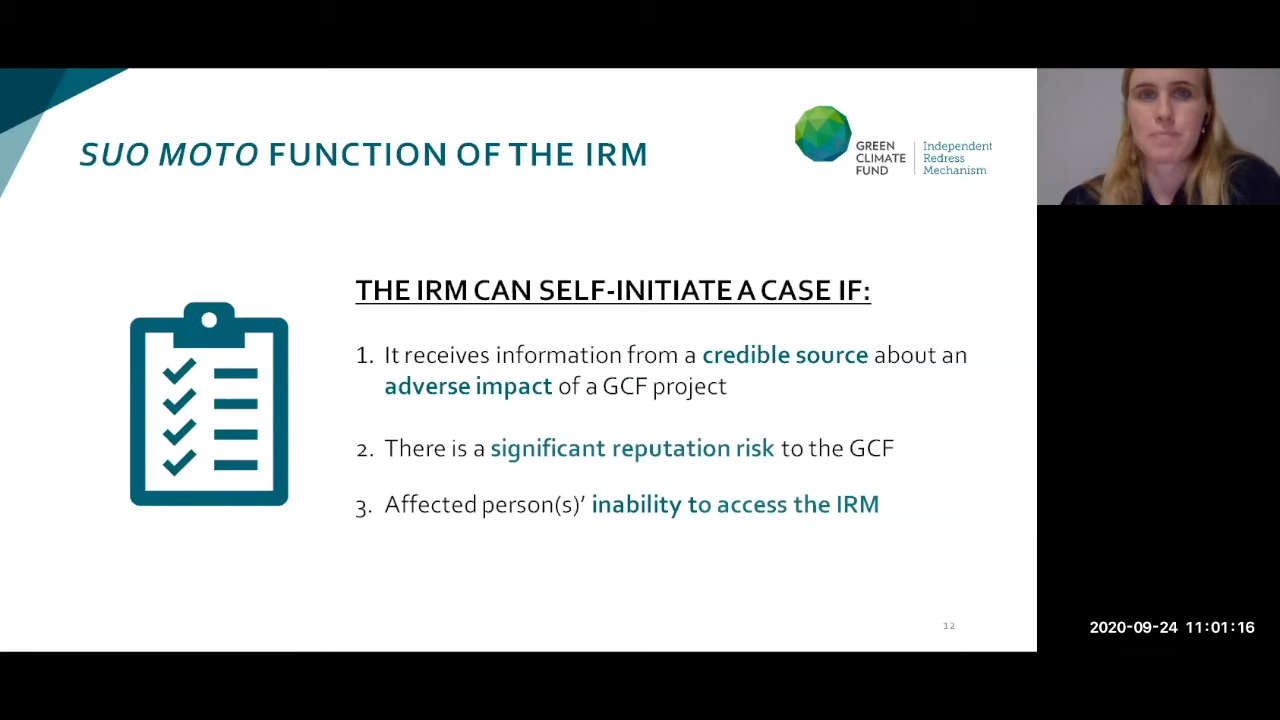 SUO MOTO FUNCTION OF THE IRM
GREEN
CLIMATE
FUND
Independent
Redress
Mechanism
THE IRM CAN SELF-INITIATE A CASE IF:
1. It receives information from a credible source about an
adverse impact of a GCF project
2. There is a significant reputation risk to the GCF
3. Affected person(s)’ inability to access the IRM
12
2020-09-24 11:01:16